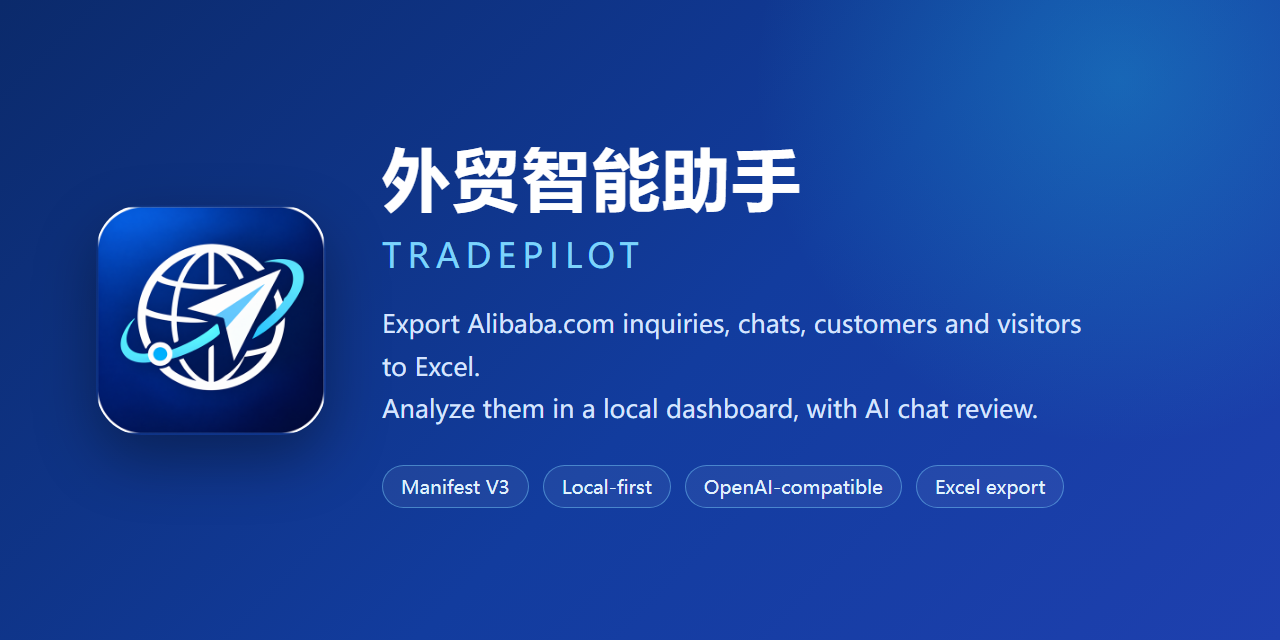 外贸智能助手
TRADEPILOT
Export Alibaba.com inquiries, chats, customers and visitors
to Excel.
Analyze them in a local dashboard, with AI chat review.
Manifest V3
Local-first
OpenAI-compatible
Excel export